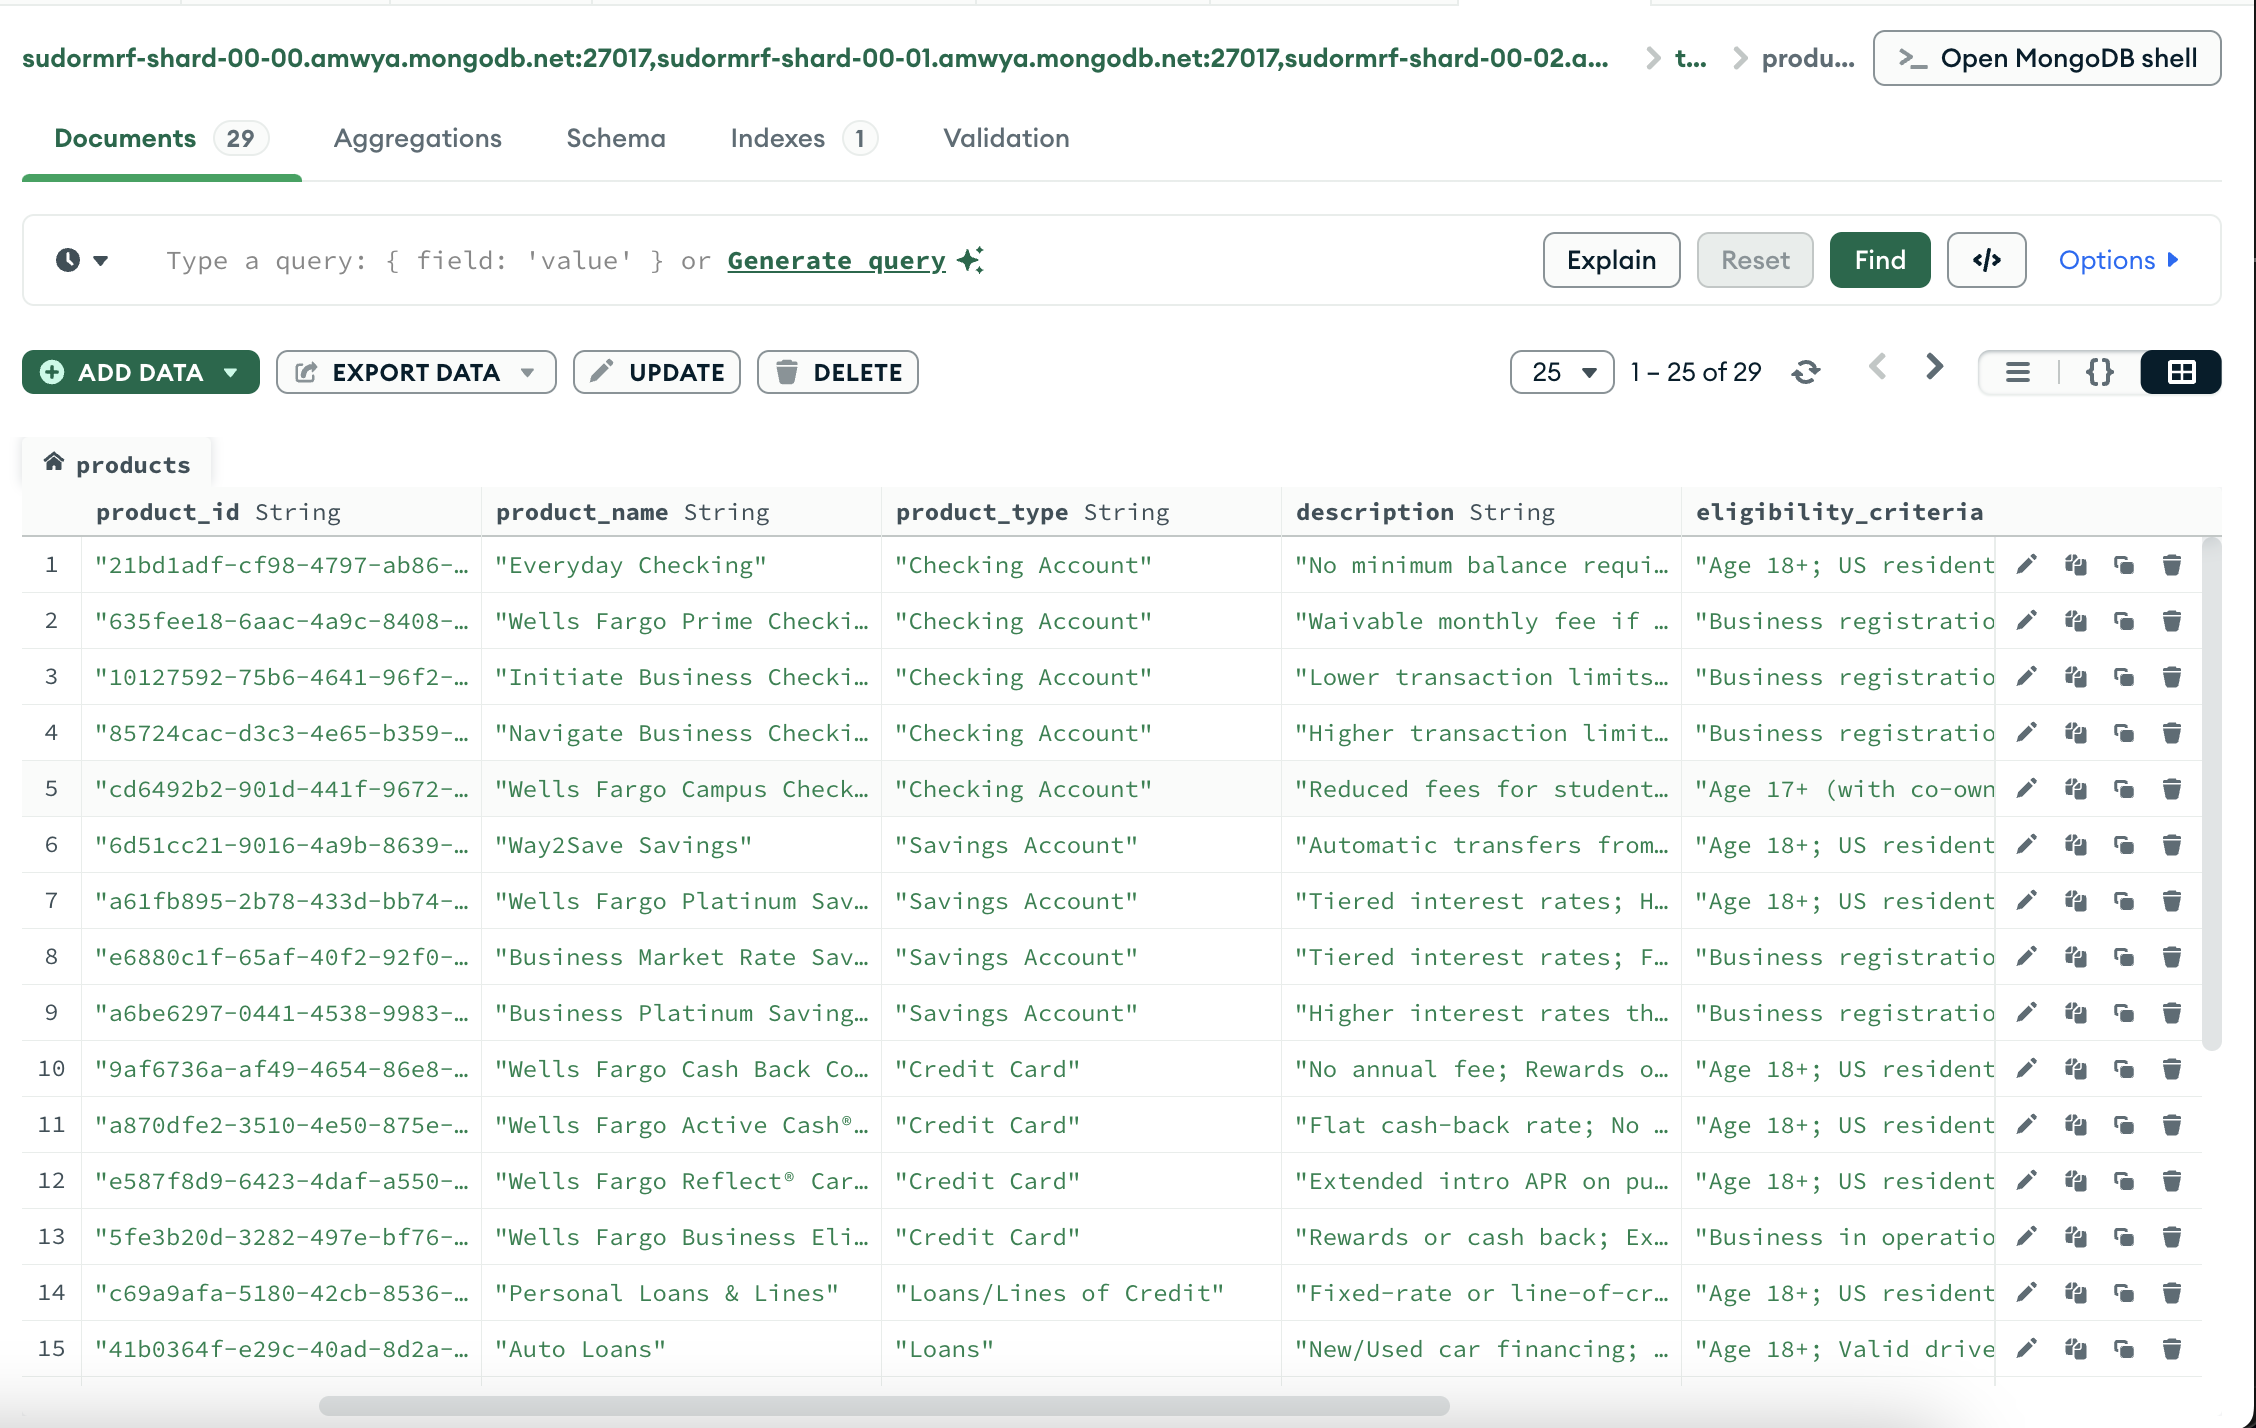 sudormrf-shard-00-00.amwya.mongodb.net:27017,sudormrf-shard-00-01.amwya.mongodb.net:27017,sudormrf-shard-00-02.a... t... produ... >_ Open MongoDB shell
Documents 29 Aggregations Schema Indexes 1 Validation
Type a query: { field: 'value' } or Generate query Explain Reset Find </> Options
ADD DATA EXPORT DATA UPDATE DELETE 25 1 – 25 of 29 {}
products
product_id String product_name String product_type String description String eligibility_criteria
1 "21bd1adf-cf98-4797-ab86-… "Everyday Checking" "Checking Account" "No minimum balance requi… "Age 18+; US resident
2 "635fee18-6aac-4a9c-8408-… "Wells Fargo Prime Checki… "Checking Account" "Waivable monthly fee if … "Business registratio
3 "10127592-75b6-4641-96f2-… "Initiate Business Checki… "Checking Account" "Lower transaction limits… "Business registratio
4 "85724cac-d3c3-4e65-b359-… "Navigate Business Checki… "Checking Account" "Higher transaction limit… "Business registratio
5 "cd6492b2-901d-441f-9672-… "Wells Fargo Campus Check… "Checking Account" "Reduced fees for student… "Age 17+ (with co-own
6 "6d51cc21-9016-4a9b-8639-… "Way2Save Savings" "Savings Account" "Automatic transfers from… "Age 18+; US resident
7 "a61fb895-2b78-433d-bb74-… "Wells Fargo Platinum Sav… "Savings Account" "Tiered interest rates; H… "Age 18+; US resident
8 "e6880c1f-65af-40f2-92f0-… "Business Market Rate Sav… "Savings Account" "Tiered interest rates; F… "Business registratio
9 "a6be6297-0441-4538-9983-… "Business Platinum Saving… "Savings Account" "Higher interest rates th… "Business registratio
10 "9af6736a-af49-4654-86e8-… "Wells Fargo Cash Back Co… "Credit Card" "No annual fee; Rewards o… "Age 18+; US resident
11 "a870dfe2-3510-4e50-875e-… "Wells Fargo Active Cash®… "Credit Card" "Flat cash-back rate; No … "Age 18+; US resident
12 "e587f8d9-6423-4daf-a550-… "Wells Fargo Reflect® Car… "Credit Card" "Extended intro APR on pu… "Age 18+; US resident
13 "5fe3b20d-3282-497e-bf76-… "Wells Fargo Business Eli… "Credit Card" "Rewards or cash back; Ex… "Business in operatio
14 "c69a9afa-5180-42cb-8536-… "Personal Loans & Lines" "Loans/Lines of Credit" "Fixed-rate or line-of-cr… "Age 18+; US resident
15 "41b0364f-e29c-40ad-8d2a-… "Auto Loans" "Loans" "New/Used car financing; … "Age 18+; Valid drive